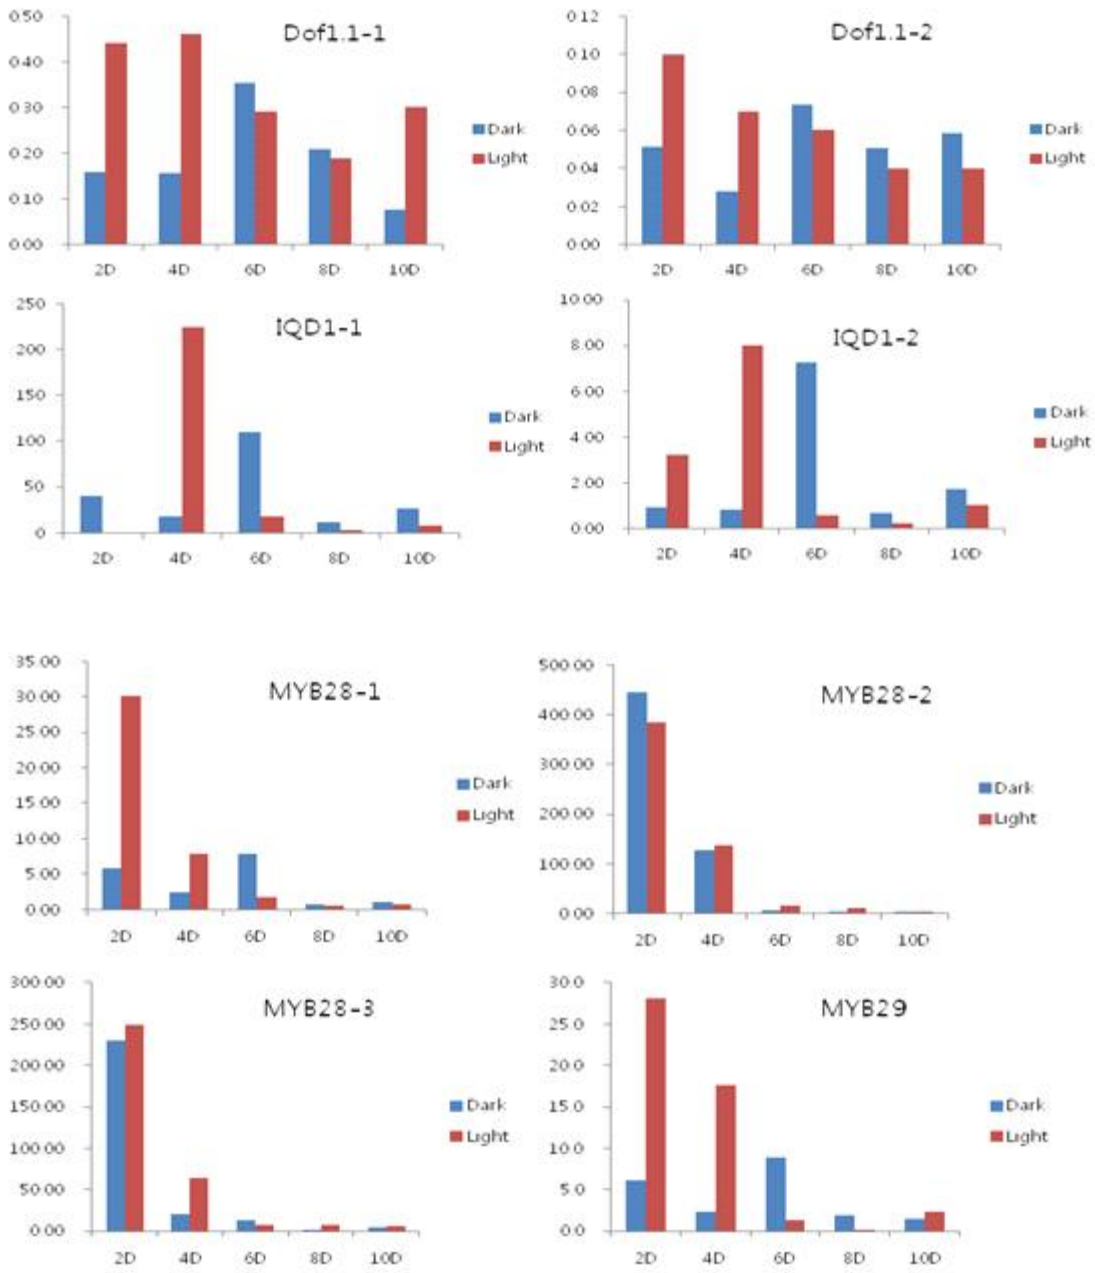 Dof1.1-1
0.50
0.40
0.30
0.20
0.10
0.00
2D 4D 6D 8D 10D
Dark
Light
Dof1.1-2
0.12
0.10
0.08
0.06
0.04
0.02
0.00
2D 4D 6D 8D 10D
Dark
Light
IQD1-1
250
200
150
100
50
0
2D 4D 6D 8D 10D
Dark
Light
IQD1-2
10.00
8.00
6.00
4.00
2.00
0.00
2D 4D 6D 8D 10D
Dark
Light
MYB28-1
35.00
30.00
25.00
20.00
15.00
10.00
5.00
0.00
2D 4D 6D 8D 10D
Dark
Light
MYB28-2
500.00
400.00
300.00
200.00
100.00
0.00
2D 4D 6D 8D 10D
Dark
Light
MYB28-3
300.00
250.00
200.00
150.00
100.00
50.00
0.00
2D 4D 6D 8D 10D
Dark
Light
MYB29
30.0
25.0
20.0
15.0
10.0
5.0
0.0
2D 4D 6D 8D 10D
Dark
Light